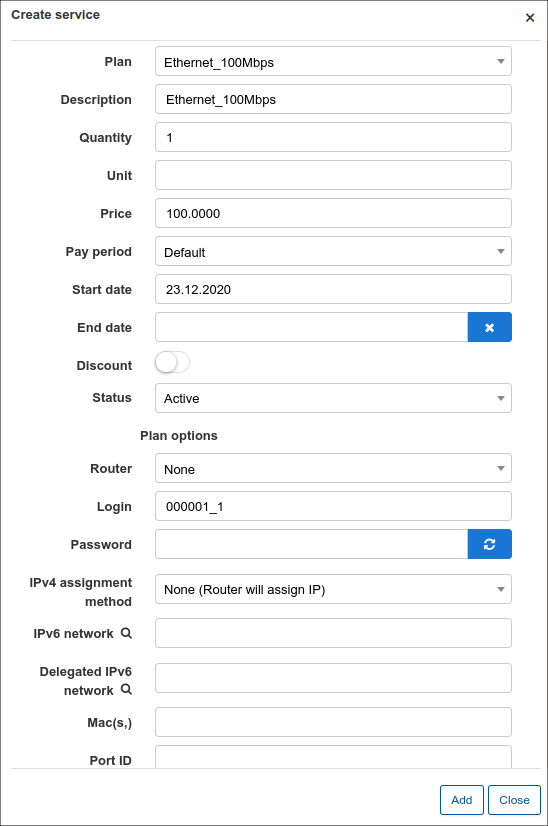 Create service ×
Plan Ethernet_100Mbps
Description Ethernet_100Mbps
Quantity 1
Unit
Price 100.0000
Pay period Default
Start date 23.12.2020
End date
Discount
Status Active
Plan options
Router None
Login 000001_1
Password
IPv4 assignment
method None (Router will assign IP)
IPv6 network
Delegated IPv6
network
Mac(s,)
Port ID
Add Close